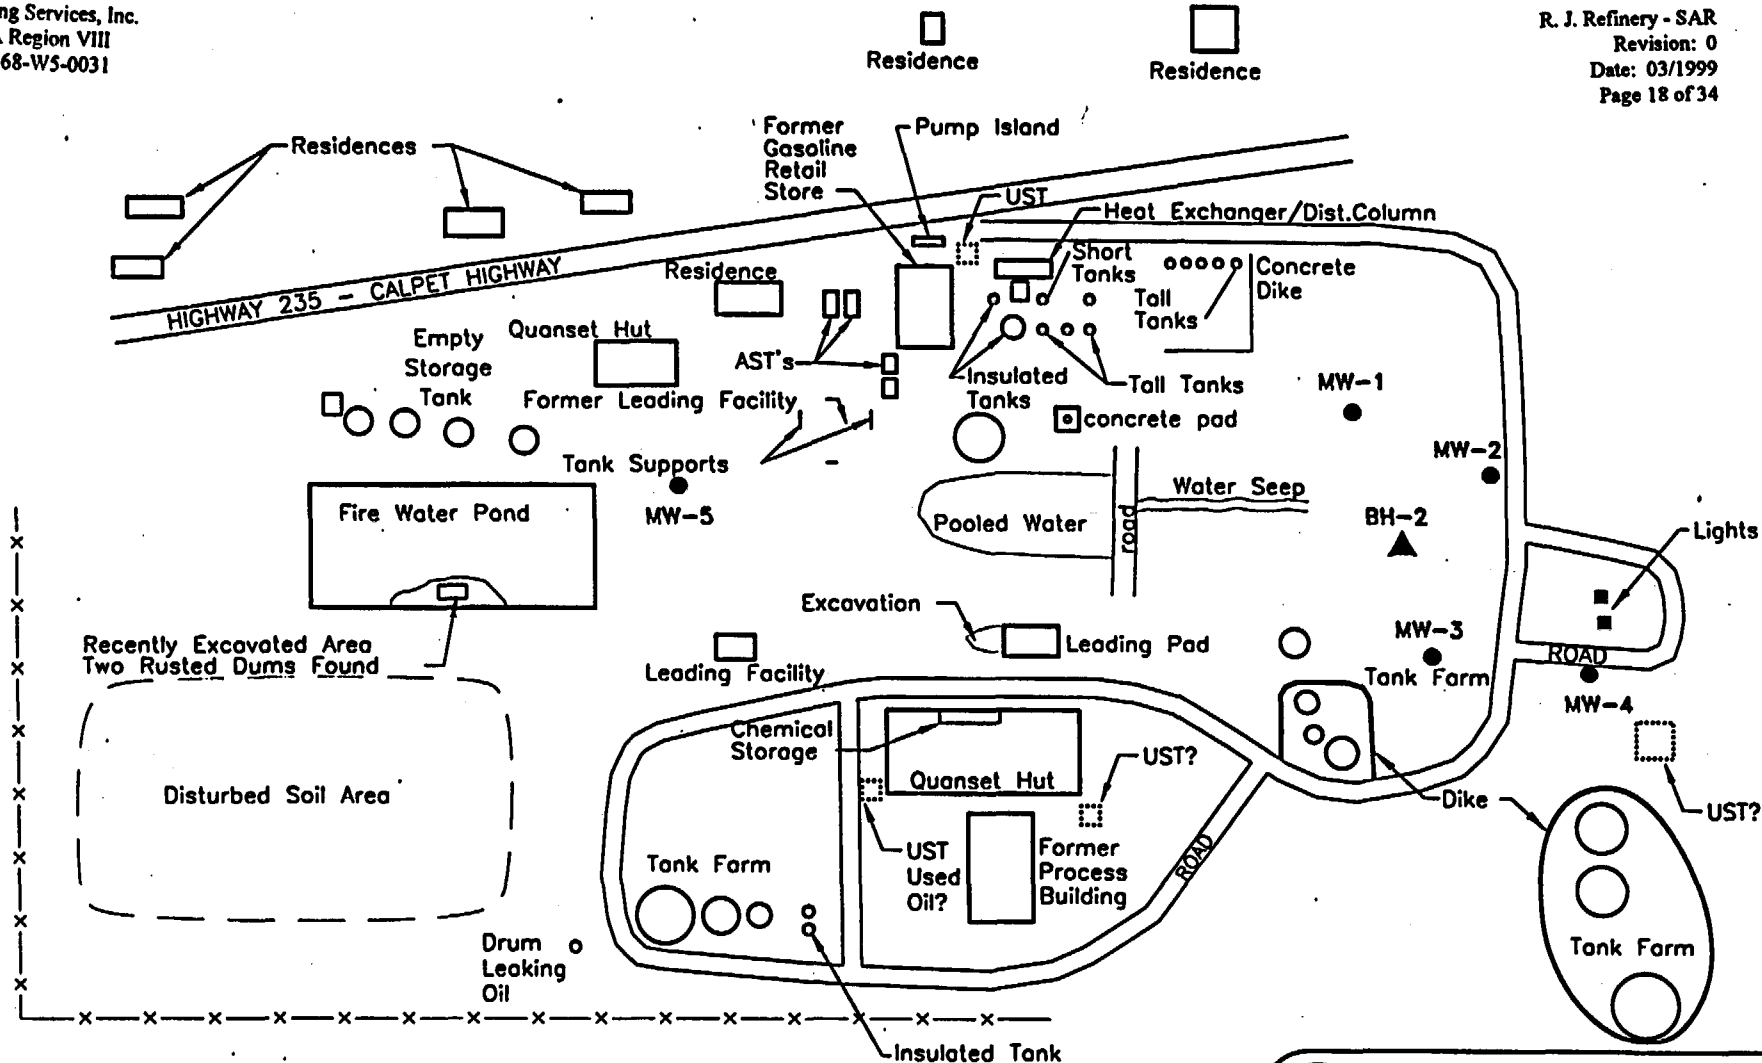 ng Services, Inc.
Region VIII
68-W5-0031
R. J. Refinery - SAR
Revision: 0
Date: 03/1999
Page 18 of 34
Residence
Residence
Residences
Former
Gasoline
Retail
Store
Pump Island
UST
Heat Exchanger/Dist.Column
Short
Tanks
Concrete
Dike
Tall
Tanks
HIGHWAY 235 - CALPET HIGHWAY
Residence
Quanset Hut
Empty
Storage
Tank
AST's
Insulated
Tanks
Tall Tanks
MW-1
Former Leading Facility
concrete pad
MW-2
Tank Supports
MW-5
Fire Water Pond
Pooled Water
road
Water Seep
BH-2
Lights
Excavation
Leading Pad
MW-3
Tank Farm
ROAD
MW-4
Recently Excavated Area
Two Rusted Dums Found
Leading Facility
Chemical
Storage
Quanset Hut
UST?
Disturbed Soil Area
Dike
UST?
Tank Farm
UST
Used
Oil?
Former
Process
Building
ROAD
Drum
Leaking
Oil
Tank Farm
Insulated Tank